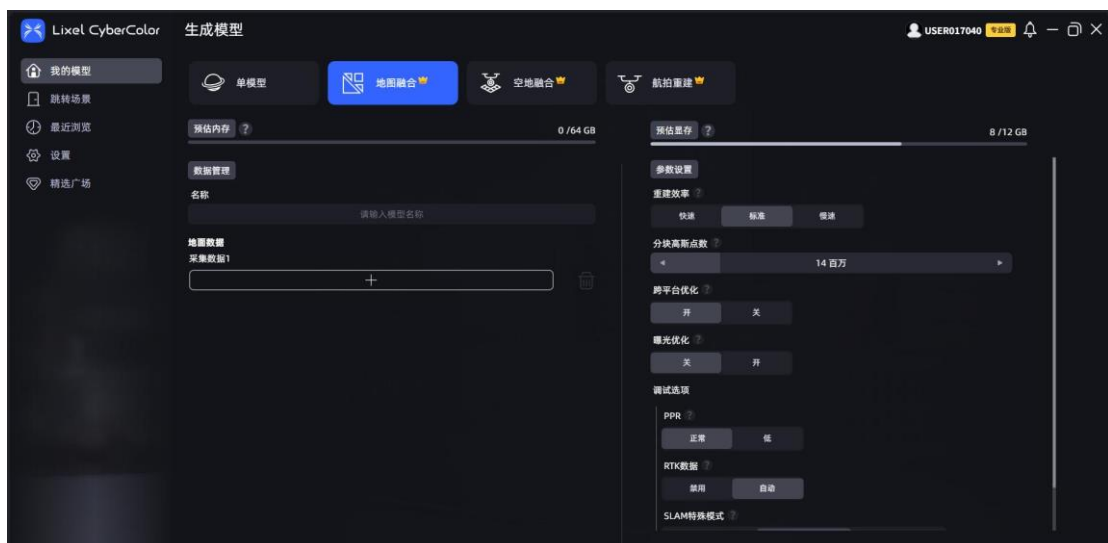 Lixel CyberColor
生成模型
USER017040 专业版
我的模型
跳转场景
最近浏览
设置
精选广场
单模型
地图融合
空地融合
航拍重建
预估内存 ?
0 /64 GB
数据管理
名称
请输入模型名称
地面数据
采集数据1
+
预估显存 ?
8 /12 GB
参数设置
重建效率 ?
快速 标准 慢速
分块高斯点数 ?
14 百万
跨平台优化 ?
开 关
曝光优化 ?
关 开
调试选项
PPR ?
正常 低
RTK数据 ?
禁用 自动
SLAM特殊模式 ?